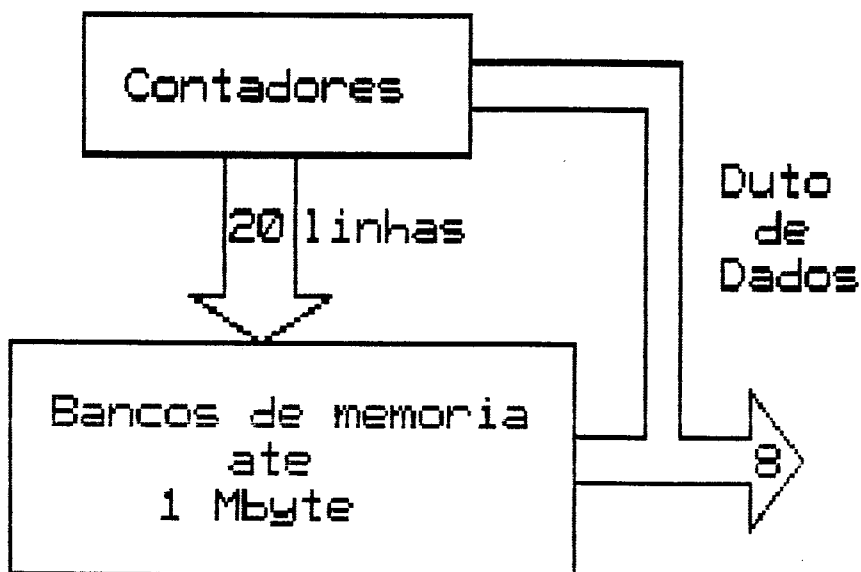 Contadores
20 linhas
Duto
de
Dados
Bancos de memoria
ate
1 Mbyte
8